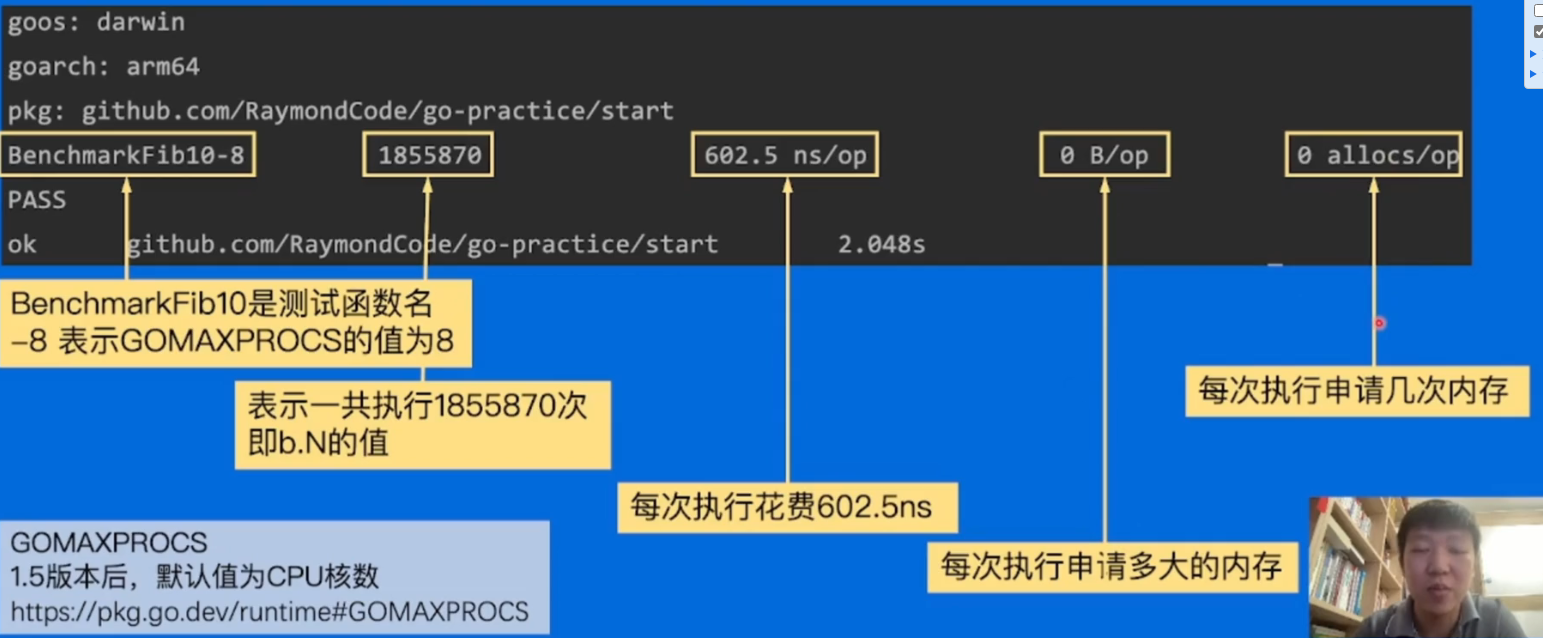 goos: darwin
goarch: arm64
pkg: github.com/RaymondCode/go-practice/start
BenchmarkFib10-8 1855870 602.5 ns/op 0 B/op 0 allocs/op
PASS
ok github.com/RaymondCode/go-practice/start 2.048s
BenchmarkFib10是测试函数名
-8 表示GOMAXPROCS的值为8
表示一共执行1855870次
即b.N的值
每次执行花费602.5ns
每次执行申请多大的内存
每次执行申请几次内存
GOMAXPROCS
1.5版本后，默认值为CPU核数
https://pkg.go.dev/runtime#GOMAXPROCS